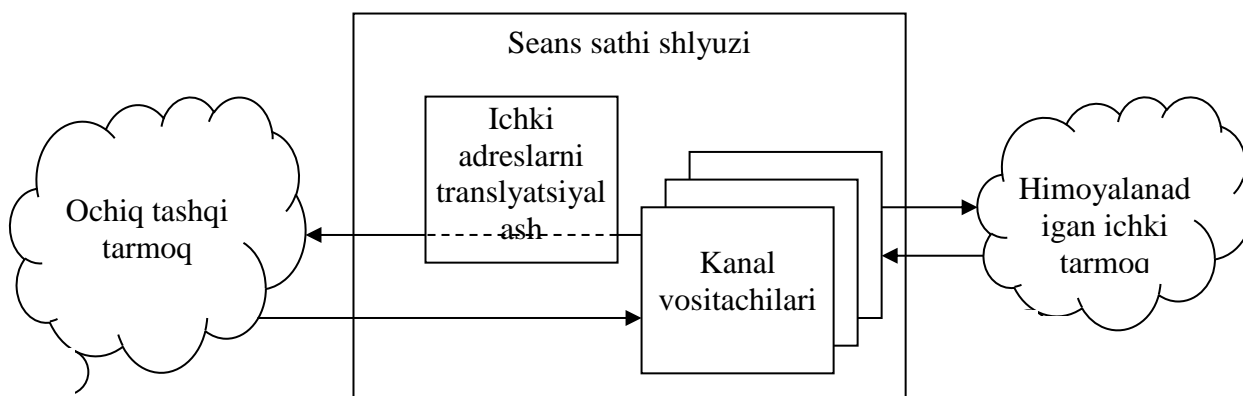 Seans sathi shlyuzi
Ichki
adreslarni
translyatsiyal
ash
Ochiq tashqi
tarmoq
Kanal
vositachilari
Himoyalanad
igan ichki
tarmoq